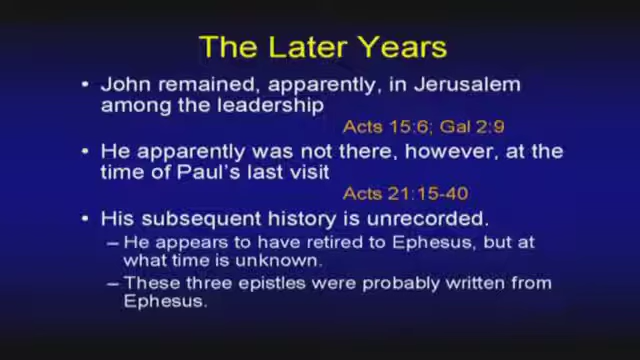 The Later Years
• John remained, apparently, in Jerusalem
among the leadership
Acts 15:6; Gal 2:9
• He apparently was not there, however, at the
time of Paul's last visit
Acts 21:15-40
• His subsequent history is unrecorded.
– He appears to have retired to Ephesus, but at
what time is unknown.
– These three epistles were probably written from
Ephesus.